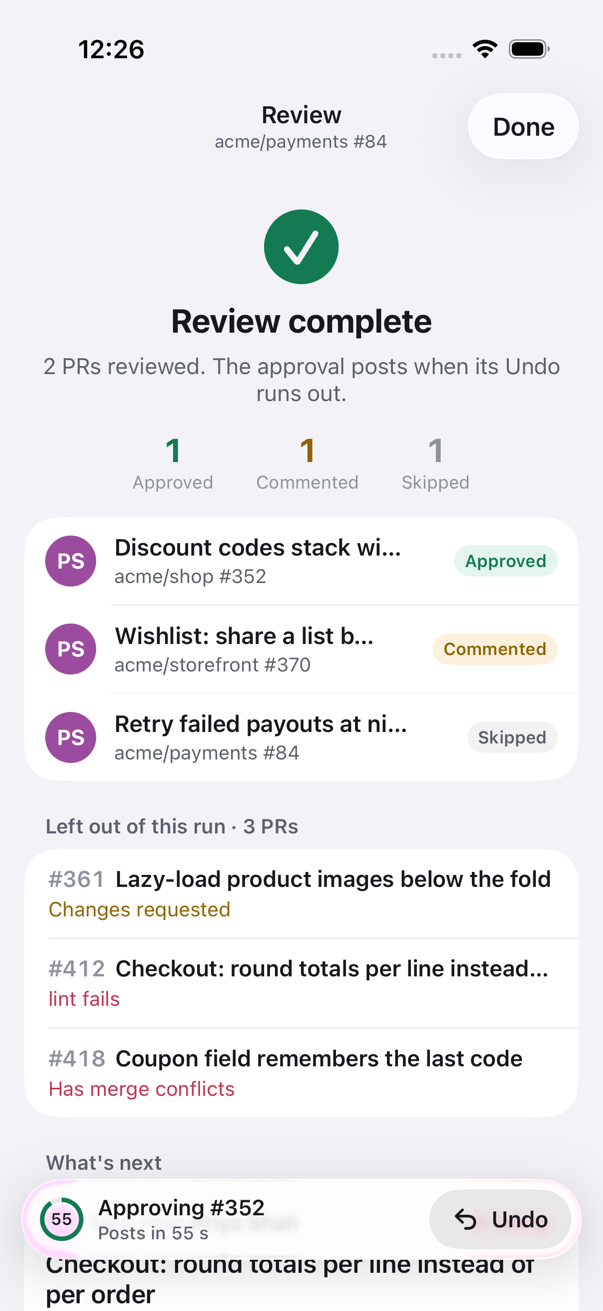 12:26
Review
acme/payments #84
Done
Review complete
2 PRs reviewed. The approval posts when its Undo
runs out.
1
Approved
1
Commented
1
Skipped
PS
Discount codes stack wi...
acme/shop #352
Approved
PS
Wishlist: share a list b...
acme/storefront #370
Commented
PS
Retry failed payouts at ni...
acme/payments #84
Skipped
Left out of this run · 3 PRs
#361 Lazy-load product images below the fold
Changes requested
#412 Checkout: round totals per line instead...
lint fails
#418 Coupon field remembers the last code
Has merge conflicts
What's next
55
Approving #352
Posts in 55 s
Undo
Checkout: round totals per line instead of
per order